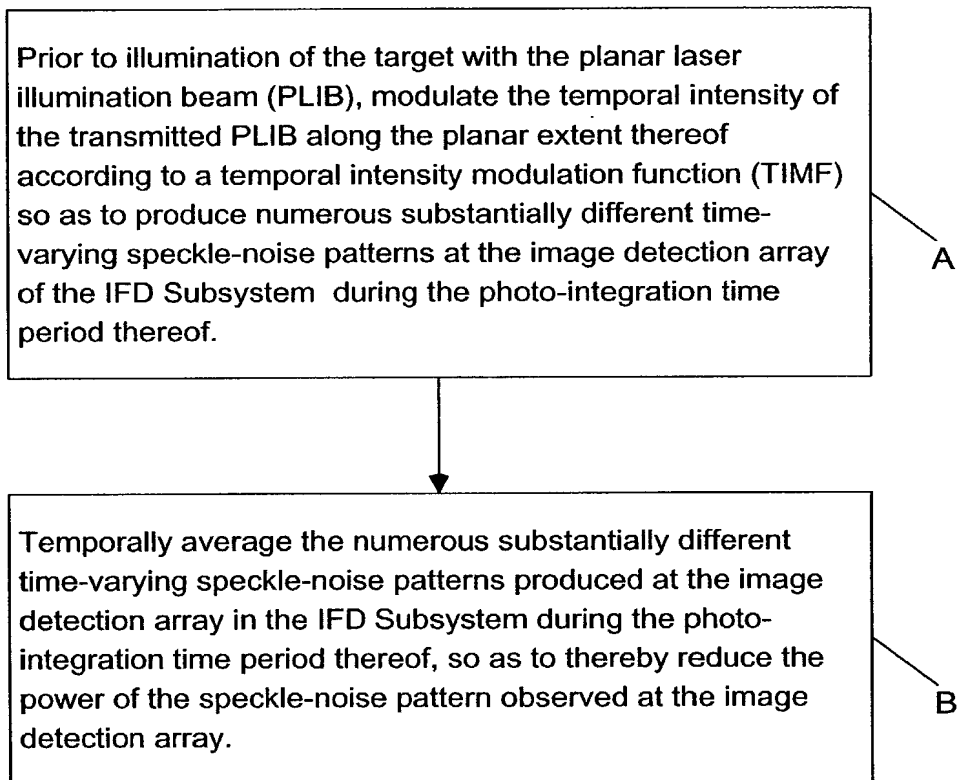 Prior to illumination of the target with the planar laser
illumination beam (PLIB), modulate the temporal intensity of
the transmitted PLIB along the planar extent thereof
according to a temporal intensity modulation function (TIMF)
so as to produce numerous substantially different time-
varying speckle-noise patterns at the image detection array
of the IFD Subsystem during the photo-integration time
period thereof.
A
Temporally average the numerous substantially different
time-varying speckle-noise patterns produced at the image
detection array in the IFD Subsystem during the photo-
integration time period thereof, so as to thereby reduce the
power of the speckle-noise pattern observed at the image
detection array.
B